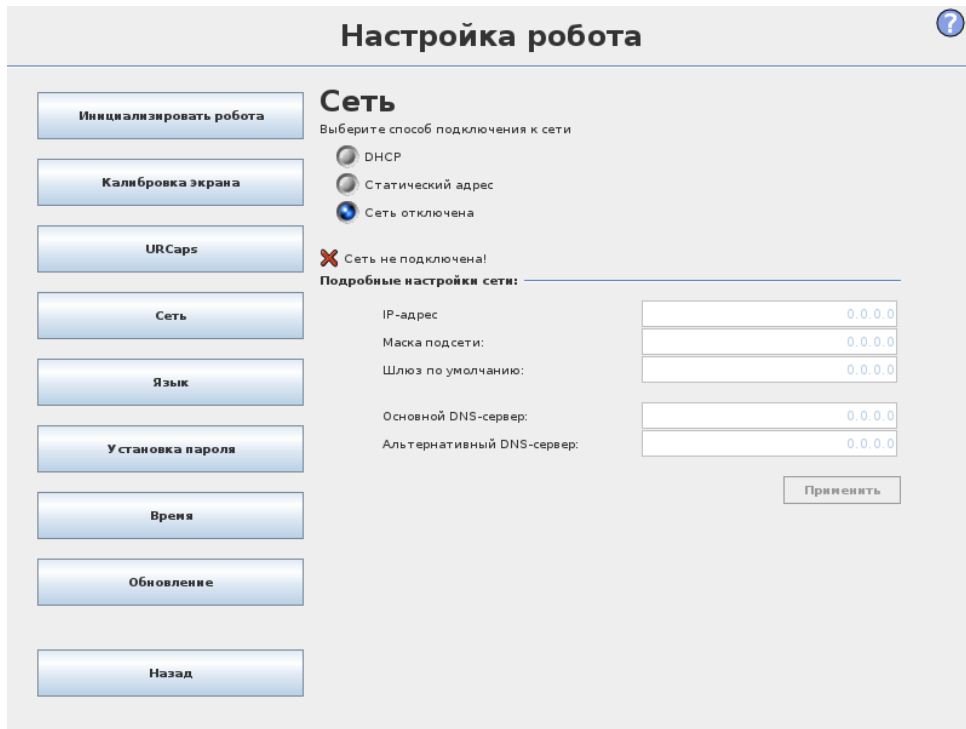 Настройка робота
?
Инициализировать робота
Калибровка экрана
URCaps
Сеть
Язык
Установка пароля
Время
Обновление
Назад
Сеть
Выберите способ подключения к сети
DHCP
Статический адрес
Сеть отключена
Сеть не подключена!
Подробные настройки сети:
IP-адрес 0.0.0.0
Маска подсети: 0.0.0.0
Шлюз по умолчанию: 0.0.0.0
Основной DNS-сервер: 0.0.0.0
Альтернативный DNS-сервер: 0.0.0.0
Применить